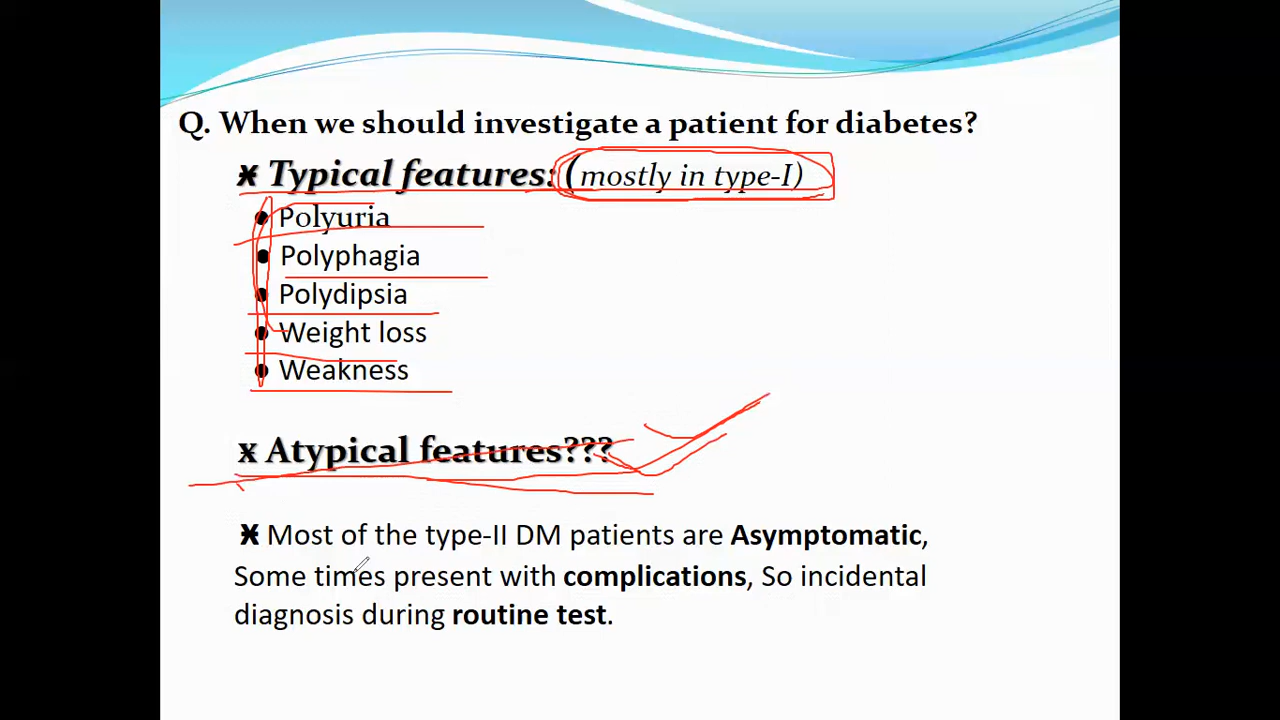 Q. When we should investigate a patient for diabetes?
Typical features: (mostly in type-I)
• Polyuria
• Polyphagia
• Polydipsia
• Weight loss
• Weakness
x Atypical features???
Most of the type-II DM patients are Asymptomatic,
Some times present with complications, So incidental
diagnosis during routine test.